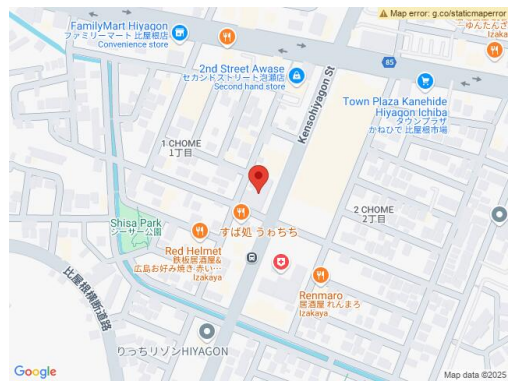 Map error: g.co/staticmaperror
FamilyMart Hiyagon
ファミリーマート 比屋根店
Convenience store
ーゆんたんだ
Izakaya
85
2nd Street Awase
セカンドストリート泡瀬店
Second hand store
Kensohiyagon St
Town Plaza Kanehide
Hiyagon Ichiba
タウンプラザ
かねひで 比屋根市場
1 CHOME
1丁目
2 CHOME
2丁目
Shisa Park
シーサー公園
すば処 うわちち
Red Helmet
鉄板居酒屋&
広島お好み焼き 赤い…
Izakaya
比屋根横断道路
Renmaro
居酒屋 れんまろ
Izakaya
りっちリゾンHIYAGON
Google
Map data ©2025